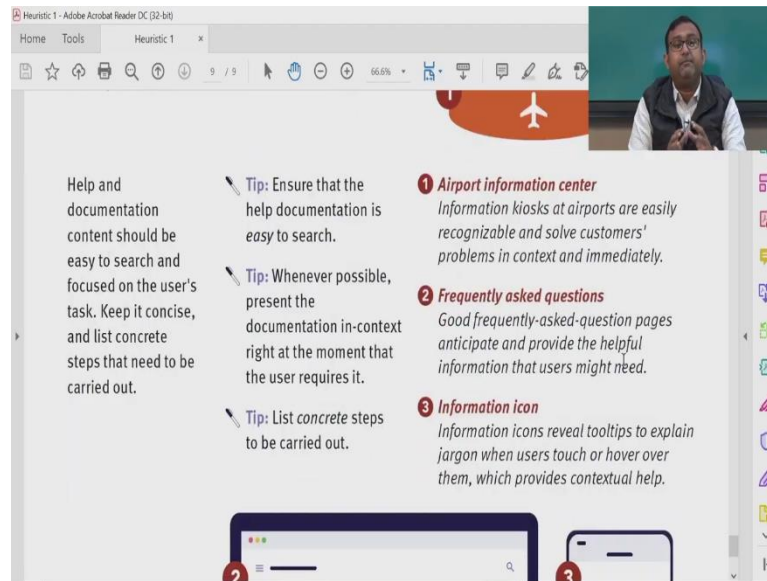 Heuristic 1 - Adobe Acrobat Reader DC (32-bit)
Home Tools Heuristic 1 ×
9 / 9 66.6%
1
Help and
documentation
content should be
easy to search and
focused on the user's
task. Keep it concise,
and list concrete
steps that need to be
carried out.
Tip: Ensure that the
help documentation is
easy to search.
Tip: Whenever possible,
present the
documentation in-context
right at the moment that
the user requires it.
Tip: List concrete steps
to be carried out.
1 Airport information center
Information kiosks at airports are easily
recognizable and solve customers'
problems in context and immediately.
2 Frequently asked questions
Good frequently-asked-question pages
anticipate and provide the helpful
information that users might need.
3 Information icon
Information icons reveal tooltips to explain
jargon when users touch or hover over
them, which provides contextual help.
2
3